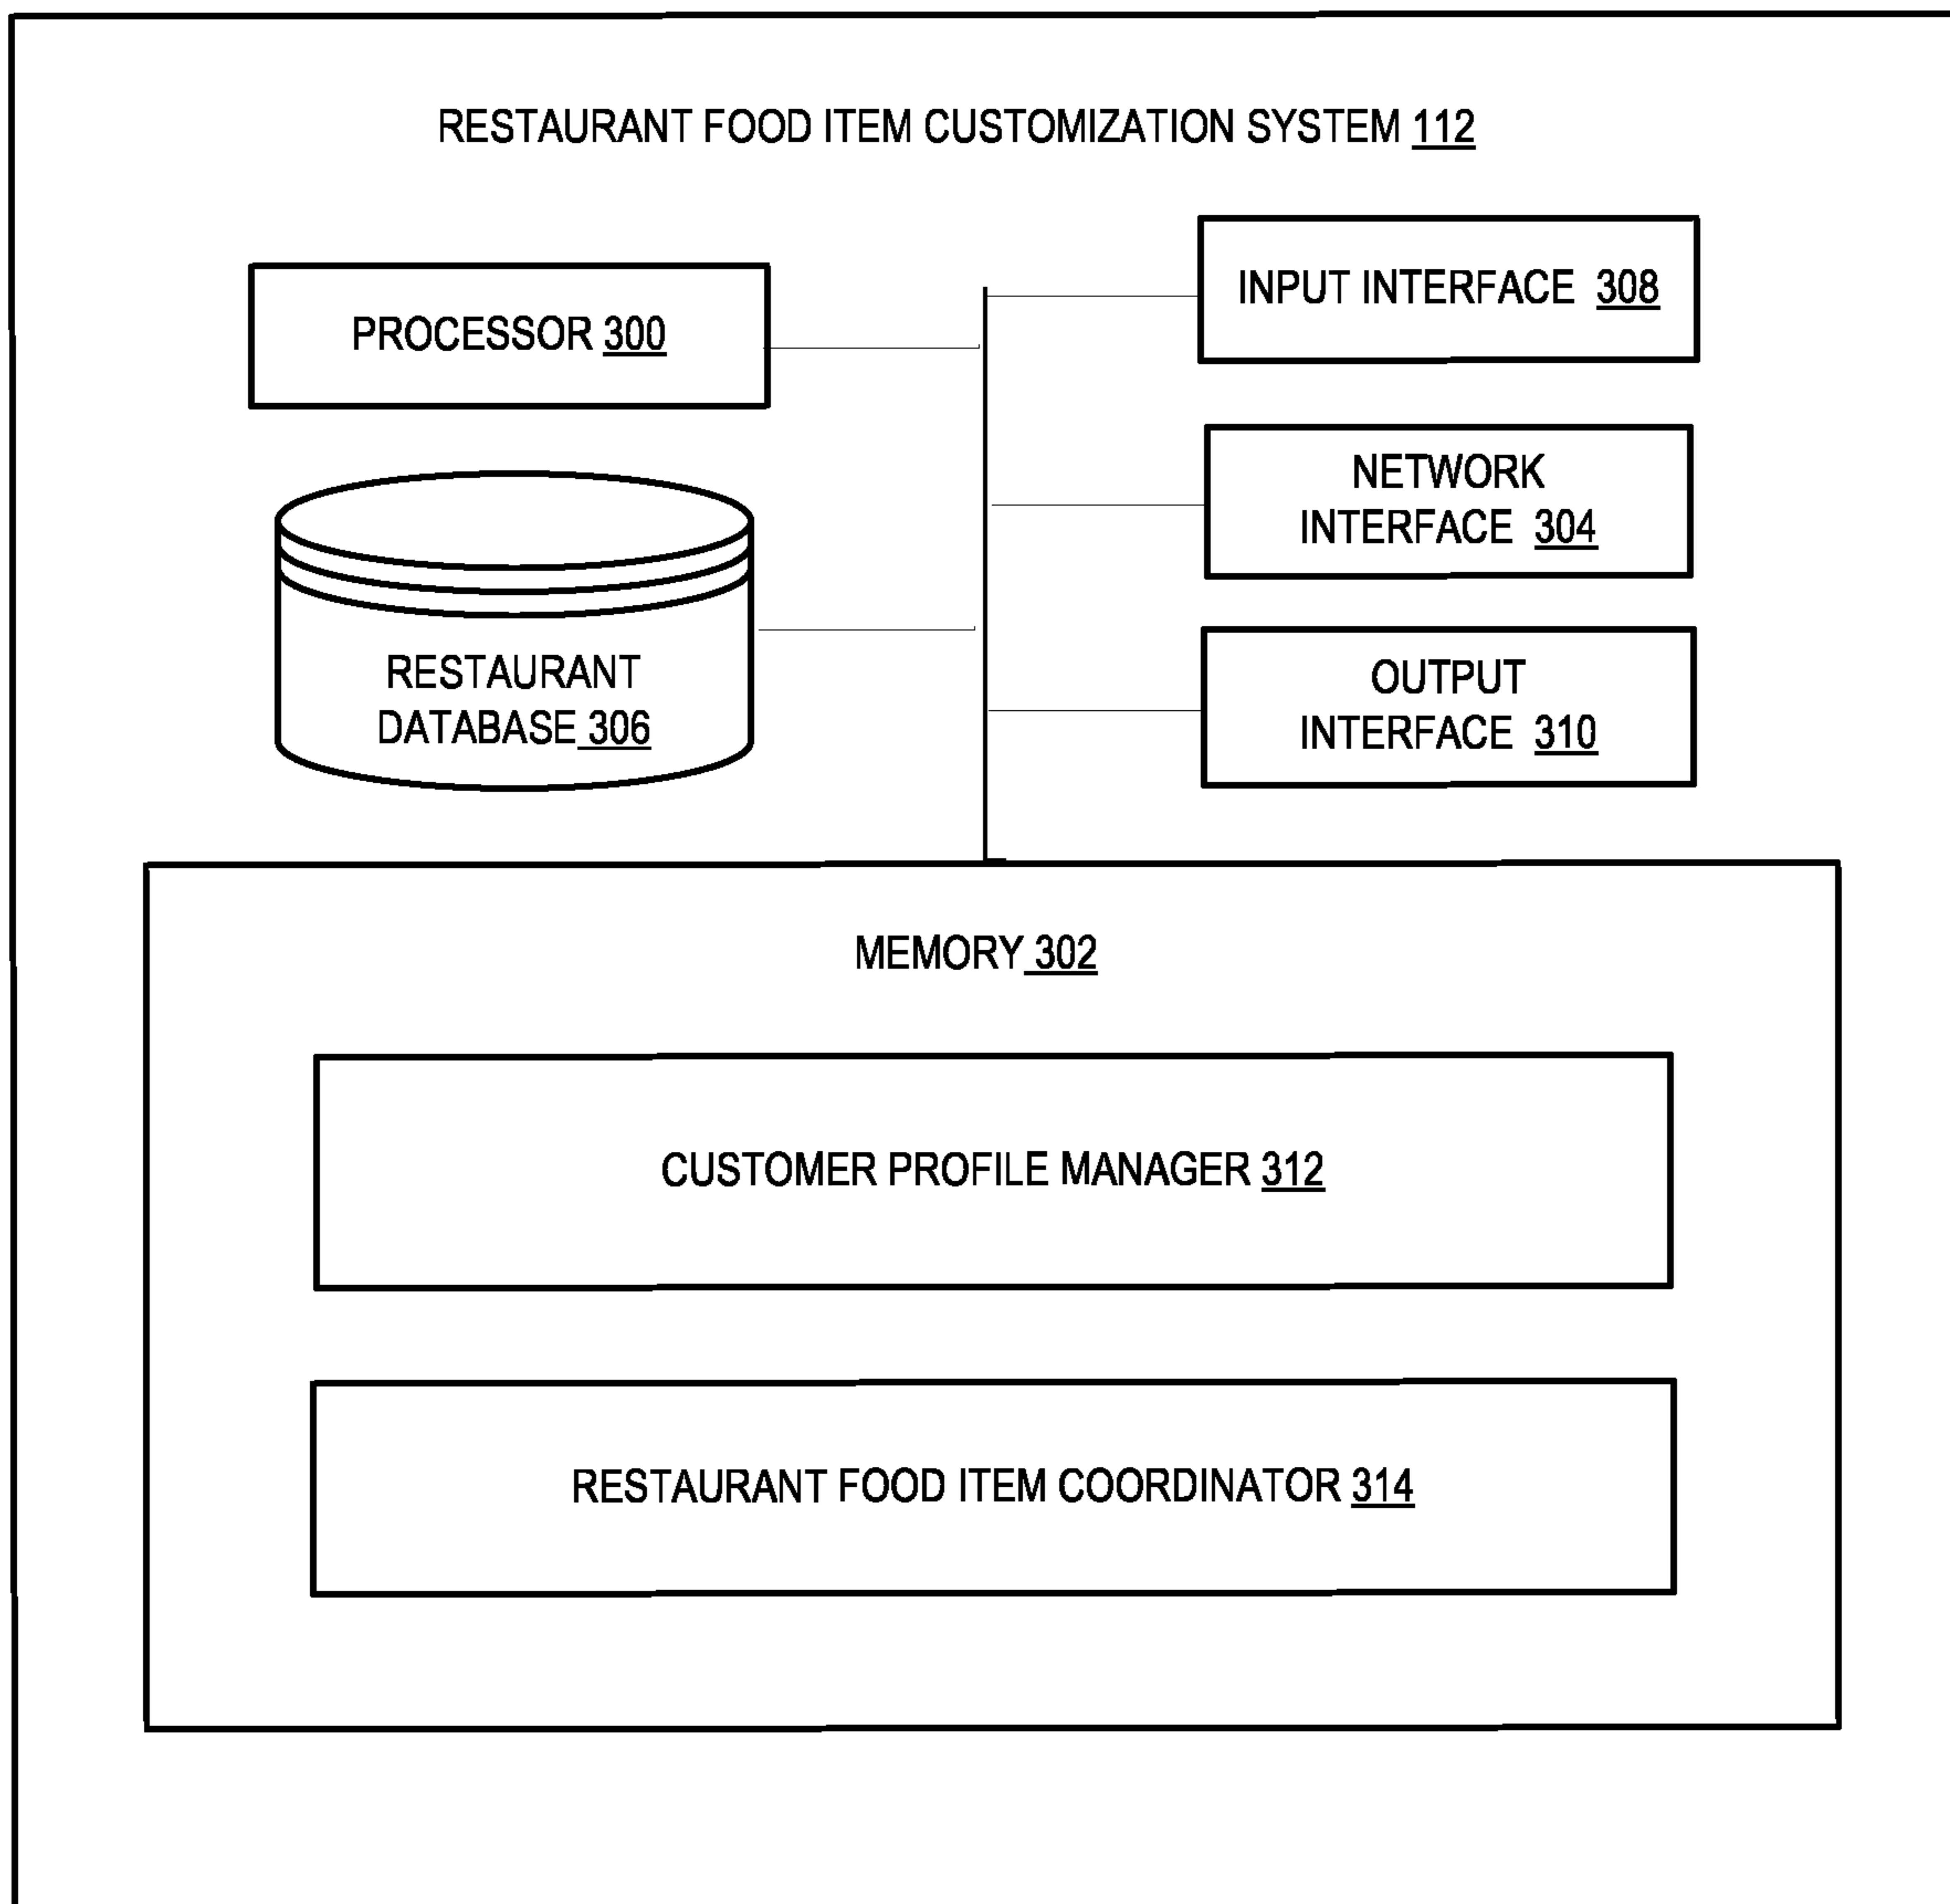 RESTAURANT FOOD ITEM CUSTOMIZATION SYSTEM 112
PROCESSOR 300
INPUT INTERFACE 308
NETWORK
INTERFACE 304
RESTAURANT
DATABASE 306
OUTPUT
INTERFACE 310
MEMORY 302
CUSTOMER PROFILE MANAGER 312
RESTAURANT FOOD ITEM COORDINATOR 314